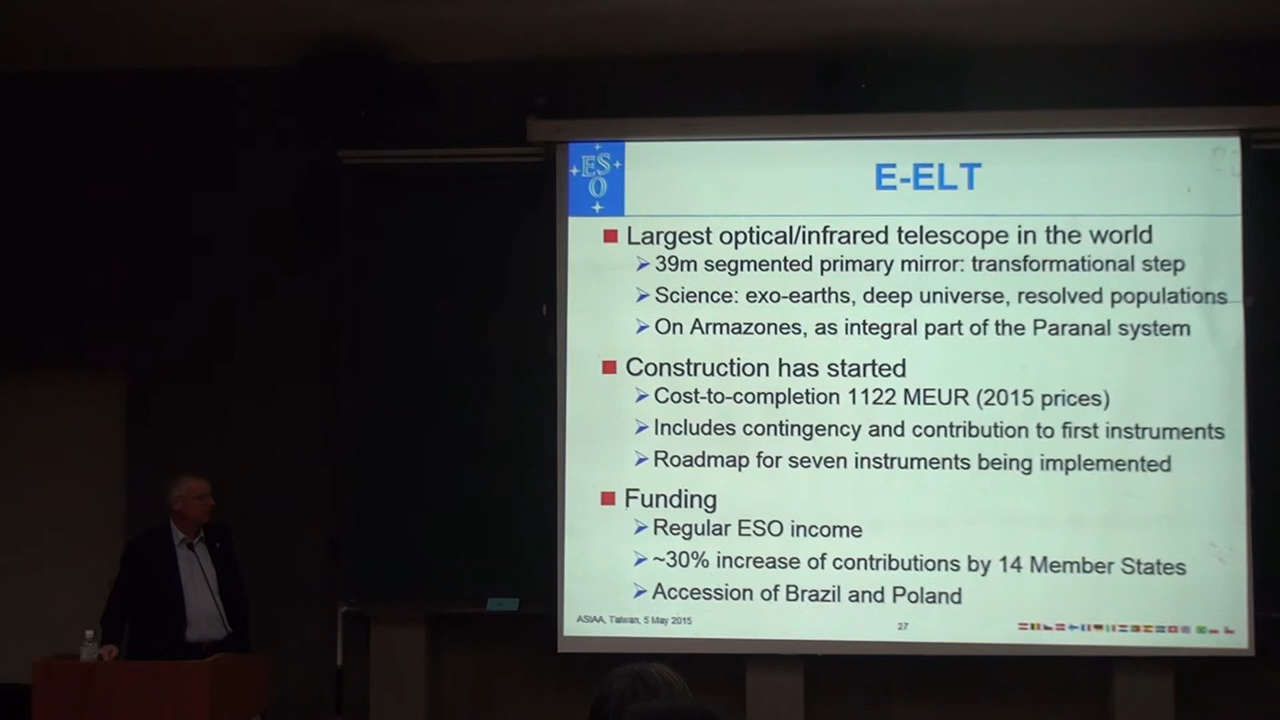 ES
O
E-ELT
Largest optical/infrared telescope in the world
39m segmented primary mirror: transformational step
Science: exo-earths, deep universe, resolved populations
On Armazones, as integral part of the Paranal system
Construction has started
Cost-to-completion 1122 MEUR (2015 prices)
Includes contingency and contribution to first instruments
Roadmap for seven instruments being implemented
Funding
Regular ESO income
~30% increase of contributions by 14 Member States
Accession of Brazil and Poland
ASIAA, Taiwan, 5 May 2015
27